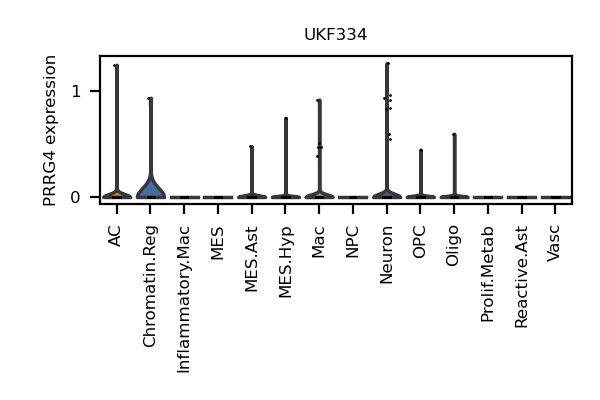 UKF334
PRRG4 expression
1
0
AC
Chromatin.Reg
Inflammatory.Mac
MES
MES.Ast
MES.Hyp
Mac
NPC
Neuron
OPC
Oligo
Prolif.Metab
Reactive.Ast
Vasc